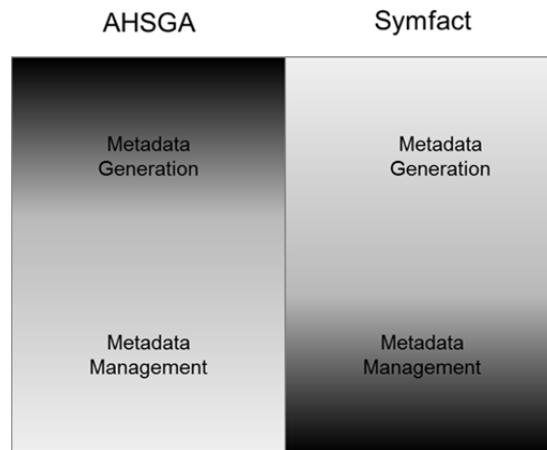 AHSGA
Symfact
Metadata
Generation
Metadata
Generation
Metadata
Management
Metadata
Management